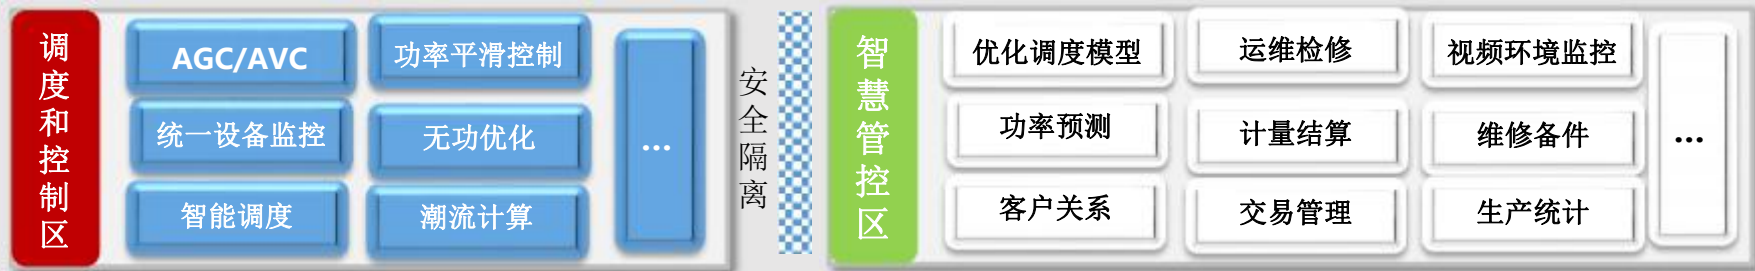 调度和控制区
AGC/AVC
功率平滑控制
统一设备监控
无功优化
智能调度
潮流计算
...
安全隔离
智慧管控区
优化调度模型
运维检修
视频环境监控
功率预测
计量结算
维修备件
客户关系
交易管理
生产统计
...